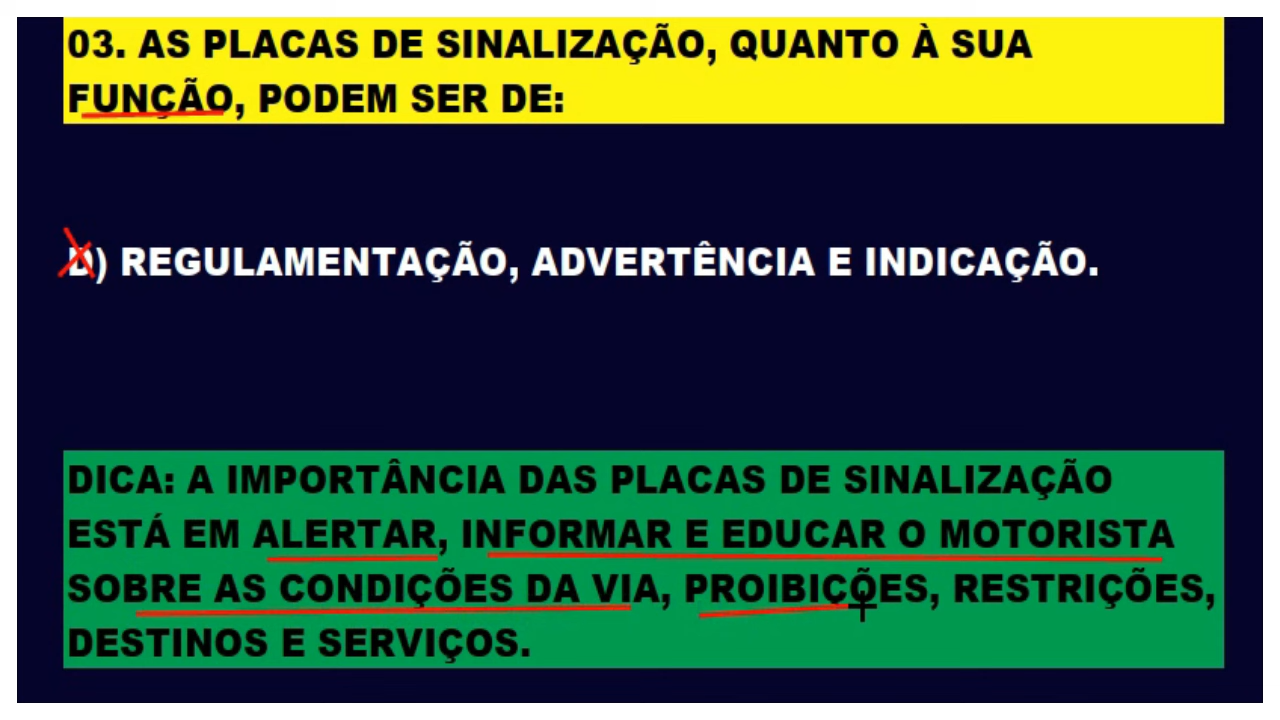 03. AS PLACAS DE SINALIZAÇÃO, QUANTO À SUA
FUNÇÃO, PODEM SER DE:
D) REGULAMENTAÇÃO, ADVERTÊNCIA E INDICAÇÃO.
DICA: A IMPORTÂNCIA DAS PLACAS DE SINALIZAÇÃO
ESTÁ EM ALERTAR, INFORMAR E EDUCAR O MOTORISTA
SOBRE AS CONDIÇÕES DA VIA, PROIBIÇÕES, RESTRIÇÕES,
DESTINOS E SERVIÇOS.